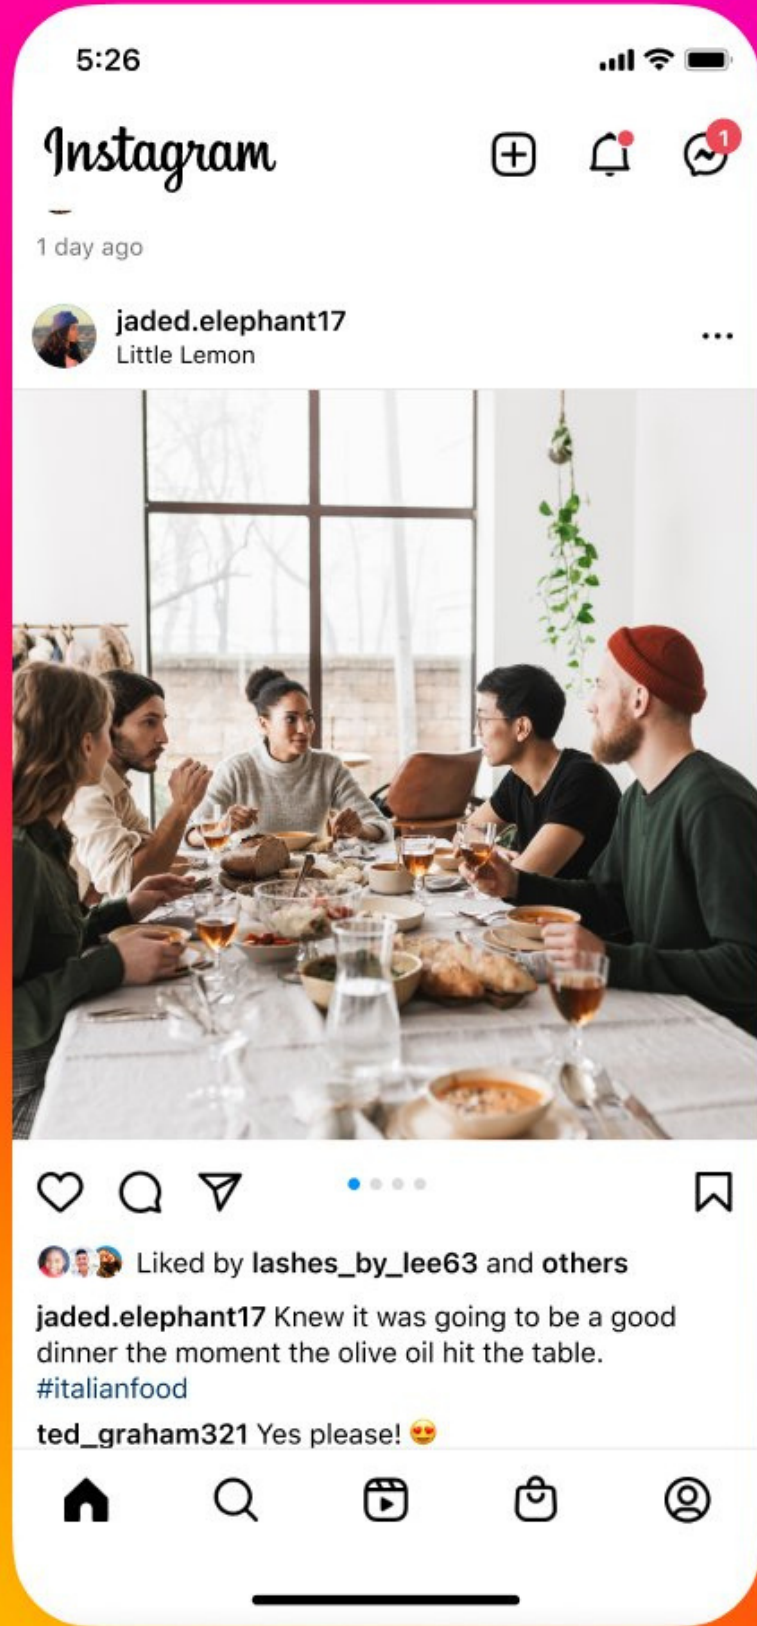 5:26
Instagram
1
1 day ago
jaded.elephant17
Little Lemon
Liked by lashes_by_lee63 and others
jaded.elephant17 Knew it was going to be a good
dinner the moment the olive oil hit the table.
#italianfood
ted_graham321 Yes please! 😍